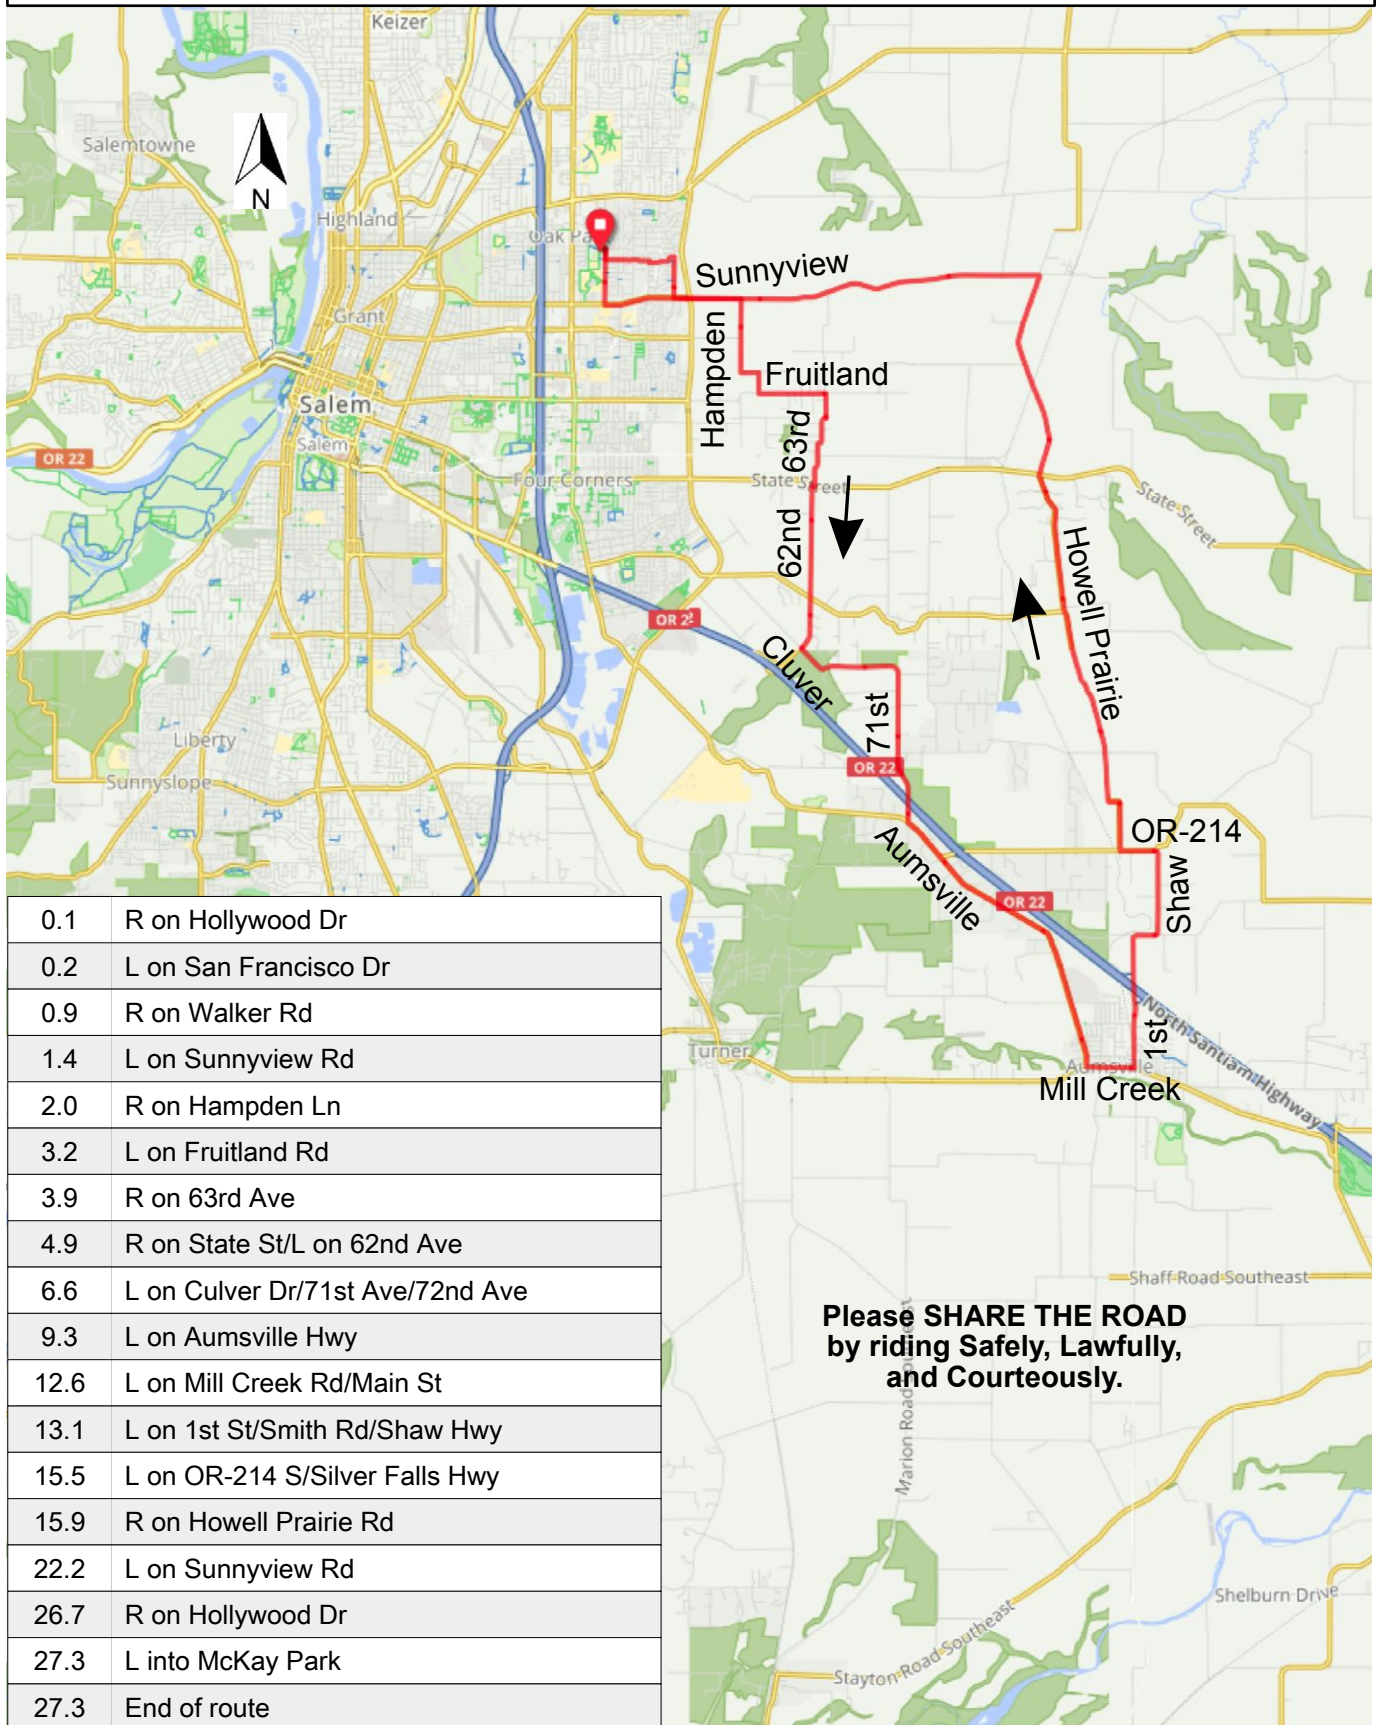 Keizer
Salemtowne
N
Highland
Oak Pa
Sunnyview
Grant
Hampden
Fruitland
Salem
Salem
63rd
OR 22
Four Corners
State Street
State Street
62nd
Howell Prairie
OR 2
Cluver
71st
Liberty
OR 22
Sunnyslope
OR-214
Aumsville
Shaw
OR 22
North Santiam Highway
1st
Turner
Aumsville
Mill Creek
0.1 R on Hollywood Dr
0.2 L on San Francisco Dr
0.9 R on Walker Rd
1.4 L on Sunnyview Rd
2.0 R on Hampden Ln
3.2 L on Fruitland Rd
3.9 R on 63rd Ave
4.9 R on State St/L on 62nd Ave
6.6 L on Culver Dr/71st Ave/72nd Ave
9.3 L on Aumsville Hwy
12.6 L on Mill Creek Rd/Main St
13.1 L on 1st St/Smith Rd/Shaw Hwy
15.5 L on OR-214 S/Silver Falls Hwy
15.9 R on Howell Prairie Rd
22.2 L on Sunnyview Rd
26.7 R on Hollywood Dr
27.3 L into McKay Park
27.3 End of route
Shaff Road Southeast
Please SHARE THE ROAD
by riding Safely, Lawfully,
and Courteously.
Marion Road Southeast
Shelburn Drive
Stayton Road Southeast